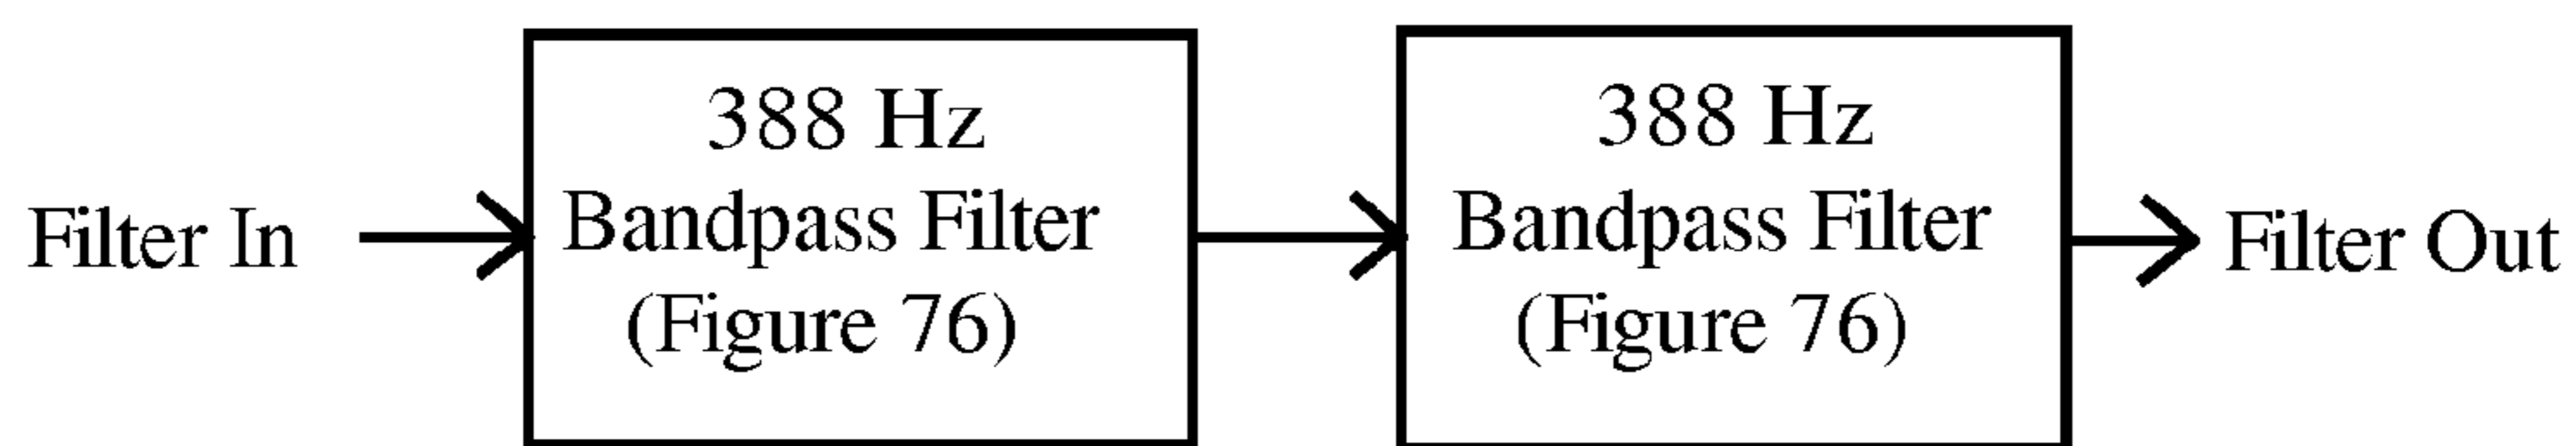 Filter In
388 Hz
Bandpass Filter
(Figure 76)
388 Hz
Bandpass Filter
(Figure 76)
Filter Out